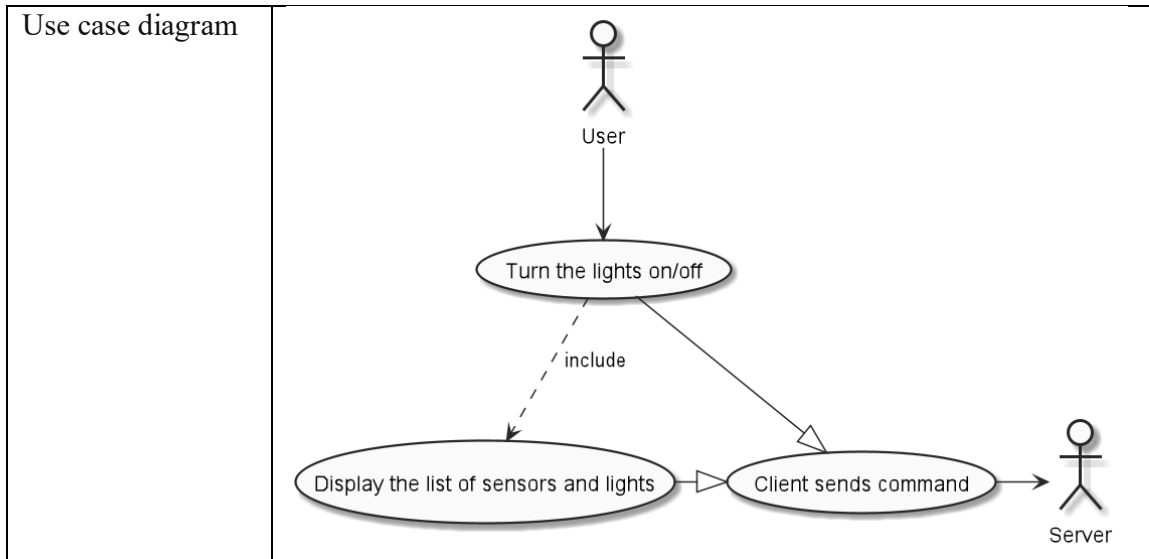 Use case diagram
User
Turn the lights on/off
include
Display the list of sensors and lights
Client sends command
Server